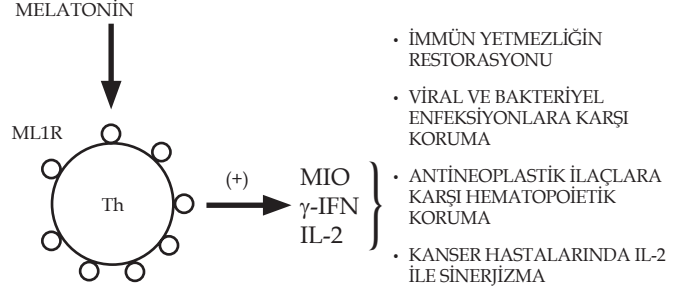 MELATONİN
ML1R
Th
(+)
MIO
γ-IFN
IL-2
• İMMÜN YETMEZLİĞİN
RESTORASYONU
• VİRAL VE BAKTERİYEL
ENFEKSİYONLARA KARŞI
KORUMA
• ANTİNEOPLASTİK İLAÇLARA
KARŞI HEMATOPOİETİK
KORUMA
• KANSER HASTALARINDA IL-2
İLE SİNERJİZMA